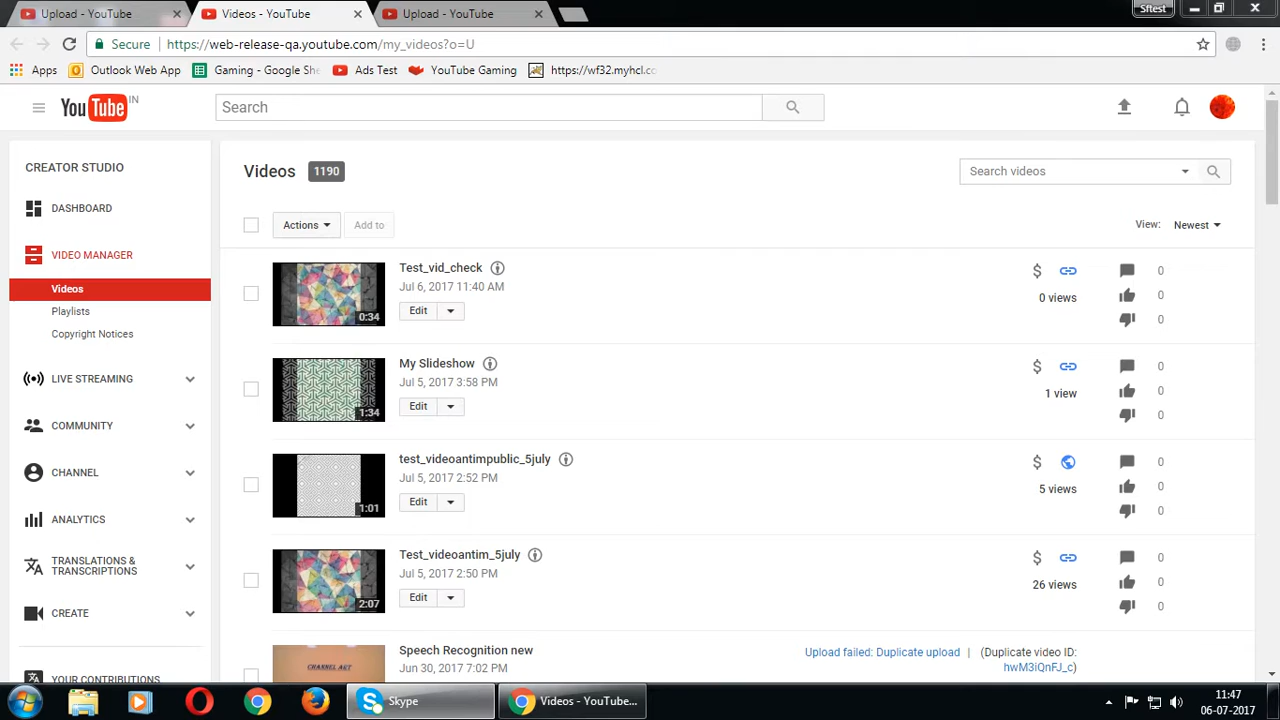 Upload - YouTube
Videos - YouTube
Upload - YouTube
Sftest
Secure
https://web-release-qa.youtube.com/my_videos?o=U
Apps
Outlook Web App
Gaming - Google She
Ads Test
YouTube Gaming
https://wf32.myhcl.cc
YouTube IN
Search
CREATOR STUDIO
DASHBOARD
VIDEO MANAGER
Videos
Playlists
Copyright Notices
LIVE STREAMING
COMMUNITY
CHANNEL
ANALYTICS
TRANSLATIONS &
TRANSCRIPTIONS
CREATE
YOUR CONTRIBUTIONS
Videos 1190
Search videos
Actions
Add to
View: Newest
Test_vid_check
Jul 6, 2017 11:40 AM
Edit
0:34
$
0 views
0
0
0
My Slideshow
Jul 5, 2017 3:58 PM
Edit
1:34
$
1 view
0
0
0
test_videoantimpublic_5july
Jul 5, 2017 2:52 PM
Edit
1:01
$
5 views
0
0
0
Test_videoantim_5july
Jul 5, 2017 2:50 PM
Edit
2:07
$
26 views
0
0
0
CHANNEL ART
Speech Recognition new
Jun 30, 2017 7:02 PM
Upload failed: Duplicate upload | (Duplicate video ID:
hwM3iQnFJ_c)
Skype
Videos - YouTube...
11:47
06-07-2017